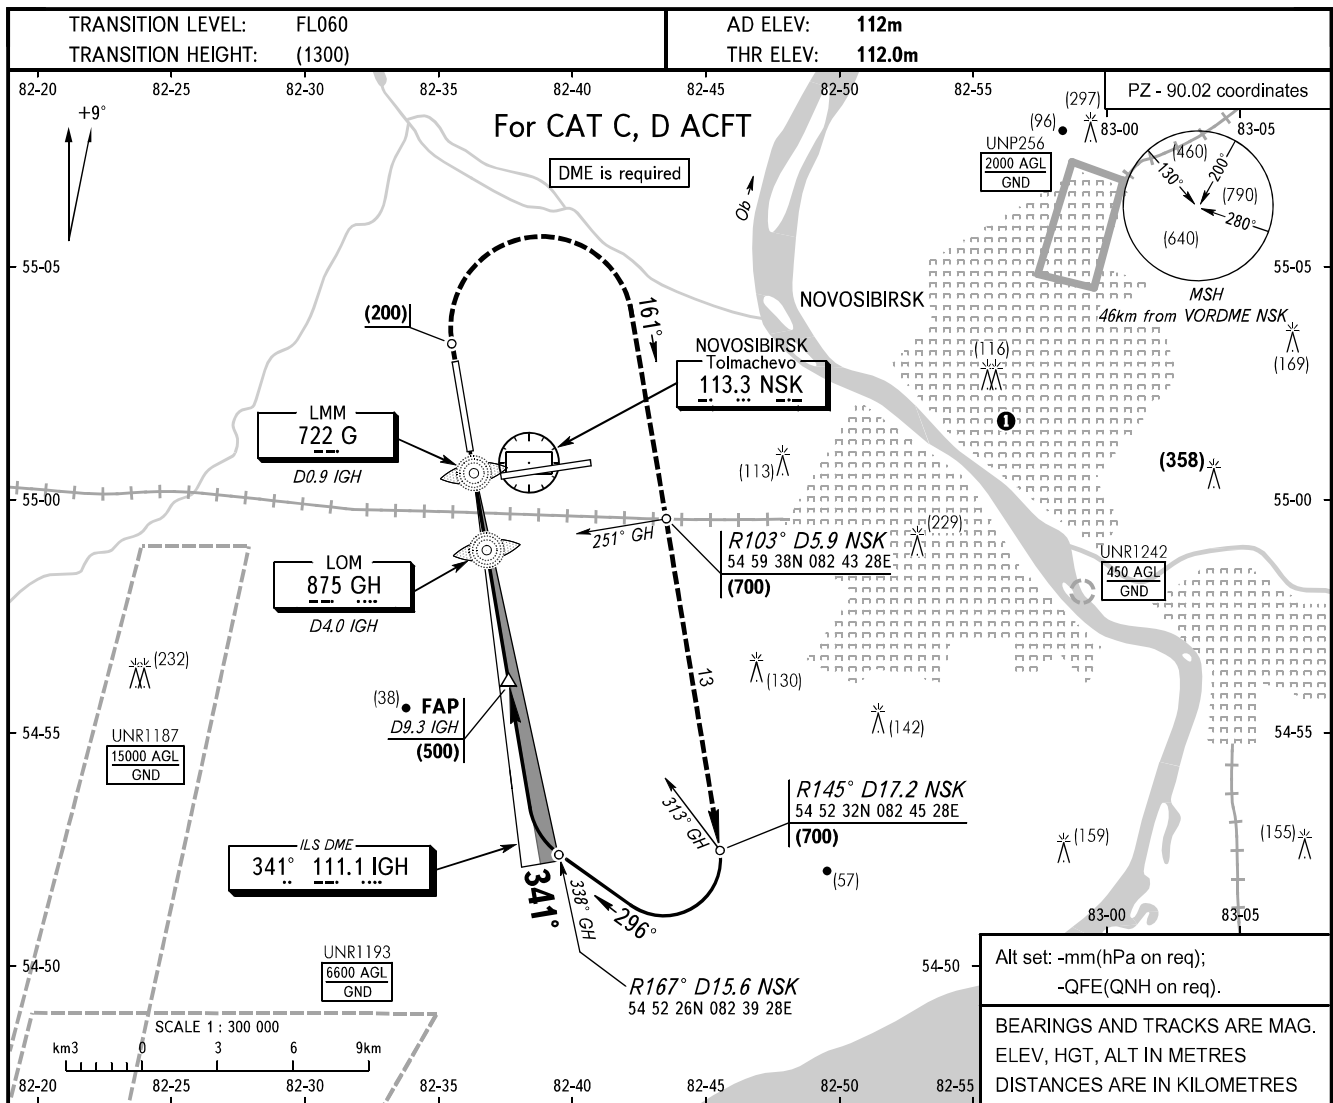 TRANSITION LEVEL: FL060
TRANSITION HEIGHT: (1300)
AD ELEV: 112m
THR ELEV: 112.0m
82-20 82-25 82-30 82-35 82-40 82-45 82-50 82-55
PZ - 90.02 coordinates
+9°
For CAT C, D ACFT
DME is required
(297)
(96)
83-00 83-05
UNP256
2000 AGL
GND
(460)
130°
200°
(790)
280°
(640)
MSH
46km from VORDME NSK
Ob
55-05
55-05
NOVOSIBIRSK
(200)
161°
NOVOSIBIRSK
Tolmachevo
113.3 NSK
(116)
(169)
1
LMM
722 G
D0.9 IGH
(113)
(358)
55-00
55-00
251° GH
R103° D5.9 NSK
54 59 38N 082 43 28E
(700)
(229)
UNR1242
450 AGL
GND
LOM
875 GH
D4.0 IGH
(232)
(130)
13
(38)
FAP
D9.3 IGH
(500)
(142)
54-55
54-55
UNR1187
15000 AGL
GND
313° GH
R145° D17.2 NSK
54 52 32N 082 45 28E
(700)
(159)
(155)
(57)
ILS DME
341° 111.1 IGH
341°
338° GH
296°
83-00 83-05
UNR1193
6600 AGL
GND
R167° D15.6 NSK
54 52 26N 082 39 28E
54-50
54-50
Alt set: -mm(hPa on req);
-QFE(QNH on req).
SCALE 1 : 300 000
km3 0 3 6 9km
BEARINGS AND TRACKS ARE MAG.
ELEV, HGT, ALT IN METRES
DISTANCES ARE IN KILOMETRES
82-20 82-25 82-30 82-35 82-40 82-45 82-50 82-55